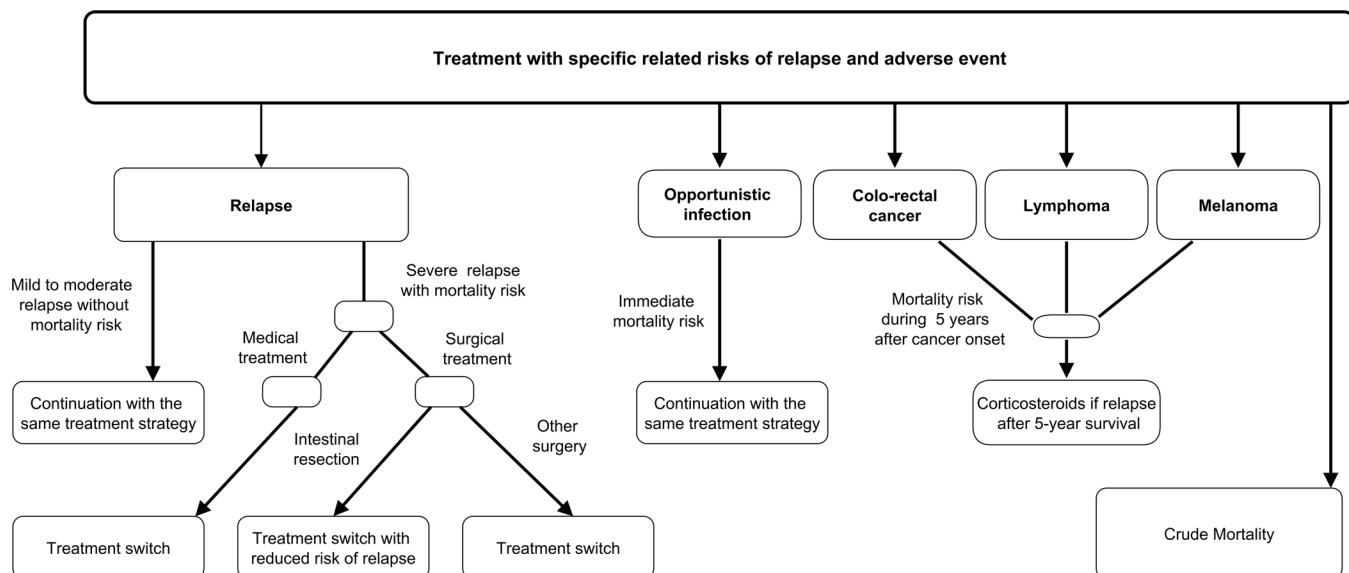 Treatment with specific related risks of relapse and adverse event
Relapse
Opportunistic
infection
Colo-rectal
cancer
Lymphoma
Melanoma
Mild to moderate
relapse without
mortality risk
Severe relapse
with mortality risk
Medical
treatment
Surgical
treatment
Immediate
mortality risk
Mortality risk
during 5 years
after cancer onset
Continuation with the
same treatment strategy
Intestinal
resection
Other
surgery
Continuation with the
same treatment strategy
Corticosteroids if relapse
after 5-year survival
Treatment switch
Treatment switch with
reduced risk of relapse
Treatment switch
Crude Mortality